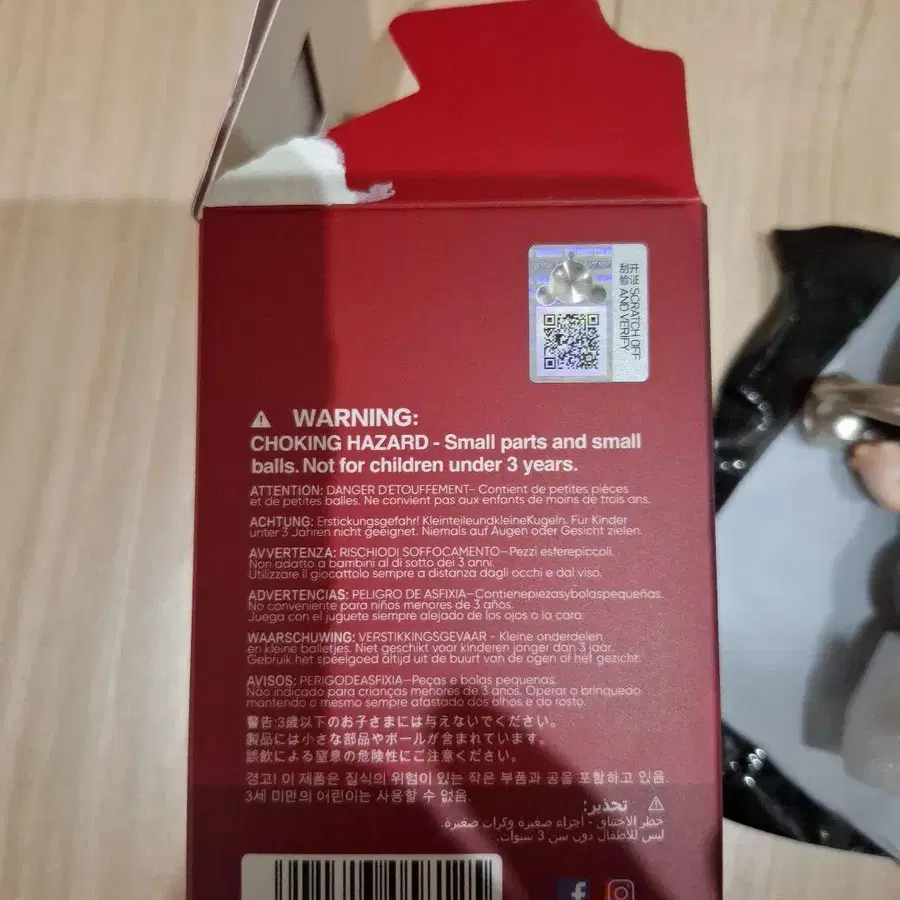 开涂 SCRATCH OFF
刮验 AND VERIFY
⚠ WARNING:
CHOKING HAZARD - Small parts and small
balls. Not for children under 3 years.
ATTENTION: DANGER D'ETOUFFEMENT- Contient de petites pièces
et de petites balles. Ne convient pas aux enfants de moins de trois ans.
ACHTUNG: Erstickungsgefahr! KleinteileundkleineKugeln. Für Kinder
unter 3 Jahren nicht geeignet. Niemals auf Augen oder Gesicht zielen.
AVVERTENZA: RISCHIODI SOFFOCAMENTO-Pezzi esferepiccoli.
Non adatto a bambini al di sotto dei 3 anni.
Utilizzare il giocattolo sempre a distanza dagli occhi e dal viso.
ADVERTENCIAS: PELIGRO DE ASFIXIA-Contienepiezasybolaspequeñas.
No conveniente para niños menores de 3 años.
Juega con el juguete siempre alejado de los ojos o la cara.
WAARSCHUWING: VERSTIKKINGSGEVAAR - Kleine onderdelen
en kleine balletjes. Niet geschikt voor kinderen jonger dan 3 jaar.
Gebruik het speelgoed altijd uit de buurt van de ogen of het gezicht.
AVISOS: PERIGODEASFIXIA-Peças e bolas pequenas.
Não indicado para crianças menores de 3 anos. Operar o brinquedo
mantendo o mesmo sempre afastado dos olhos e do rosto.
警告:3歳以下のお子さまには与えないでください。
製品には小さな部品やボールが含まれています。
誤飲による窒息の危険性にご注意ください。
경고! 이 제품은 질식의 위험이 있는 작은 부품과 공을 포함하고 있음.
3세 미만의 어린이는 사용할 수 없음.
⚠ تحذير:
خطر الاختناق - أجزاء صغيرة وكرات صغيرة.
ليس للأطفال دون سن 3 سنوات.